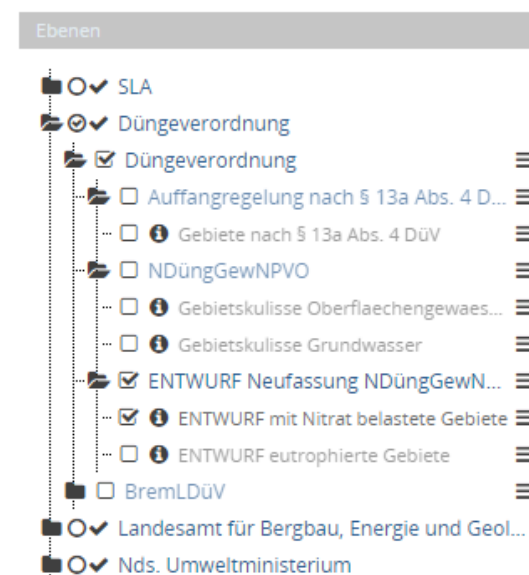 Ebenen
SLA
Düngeverordnung
Düngeverordnung
Auffangregelung nach § 13a Abs. 4 D...
Gebiete nach § 13a Abs. 4 DüV
NDüngGewNPVO
Gebietskulisse Oberflaechengewaes...
Gebietskulisse Grundwasser
ENTWURF Neufassung NDüngGewN...
ENTWURF mit Nitrat belastete Gebiete
ENTWURF eutrophierte Gebiete
BremLDüV
Landesamt für Bergbau, Energie und Geol...
Nds. Umweltministerium